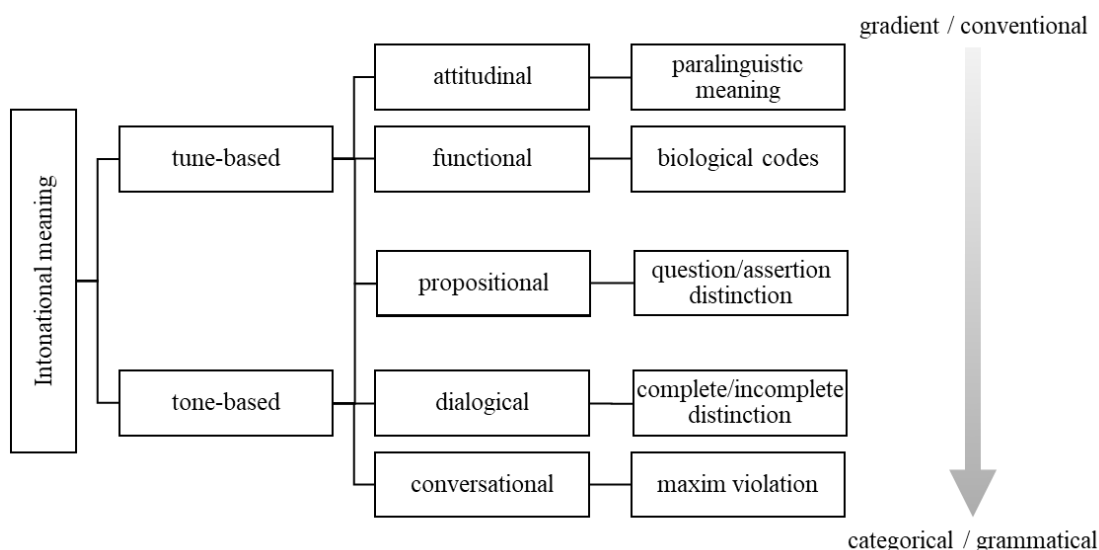 gradient / conventional
attitudinal
paralinguistic
meaning
tune-based
functional
biological codes
Intonational meaning
propositional
question/assertion
distinction
tone-based
dialogical
complete/incomplete
distinction
conversational
maxim violation
categorical / grammatical